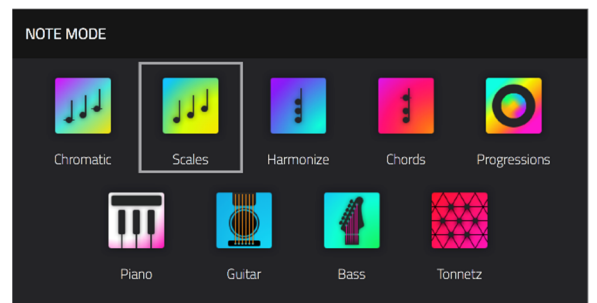 NOTE MODE
Chromatic Scales Harmonize Chords Progressions
Piano Guitar Bass Tonnetz